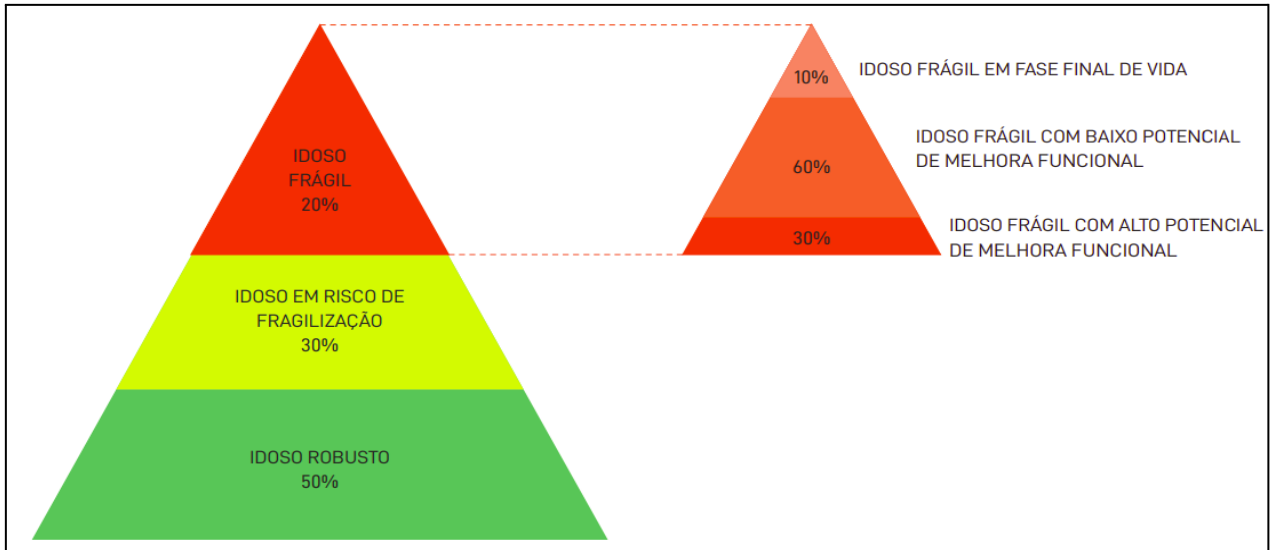 IDOSO
FRÁGIL
20%
IDOSO EM RISCO DE
FRAGILIZAÇÃO
30%
IDOSO ROBUSTO
50%
10%
IDOSO FRÁGIL EM FASE FINAL DE VIDA
60%
IDOSO FRÁGIL COM BAIXO POTENCIAL
DE MELHORA FUNCIONAL
30%
IDOSO FRÁGIL COM ALTO POTENCIAL
DE MELHORA FUNCIONAL